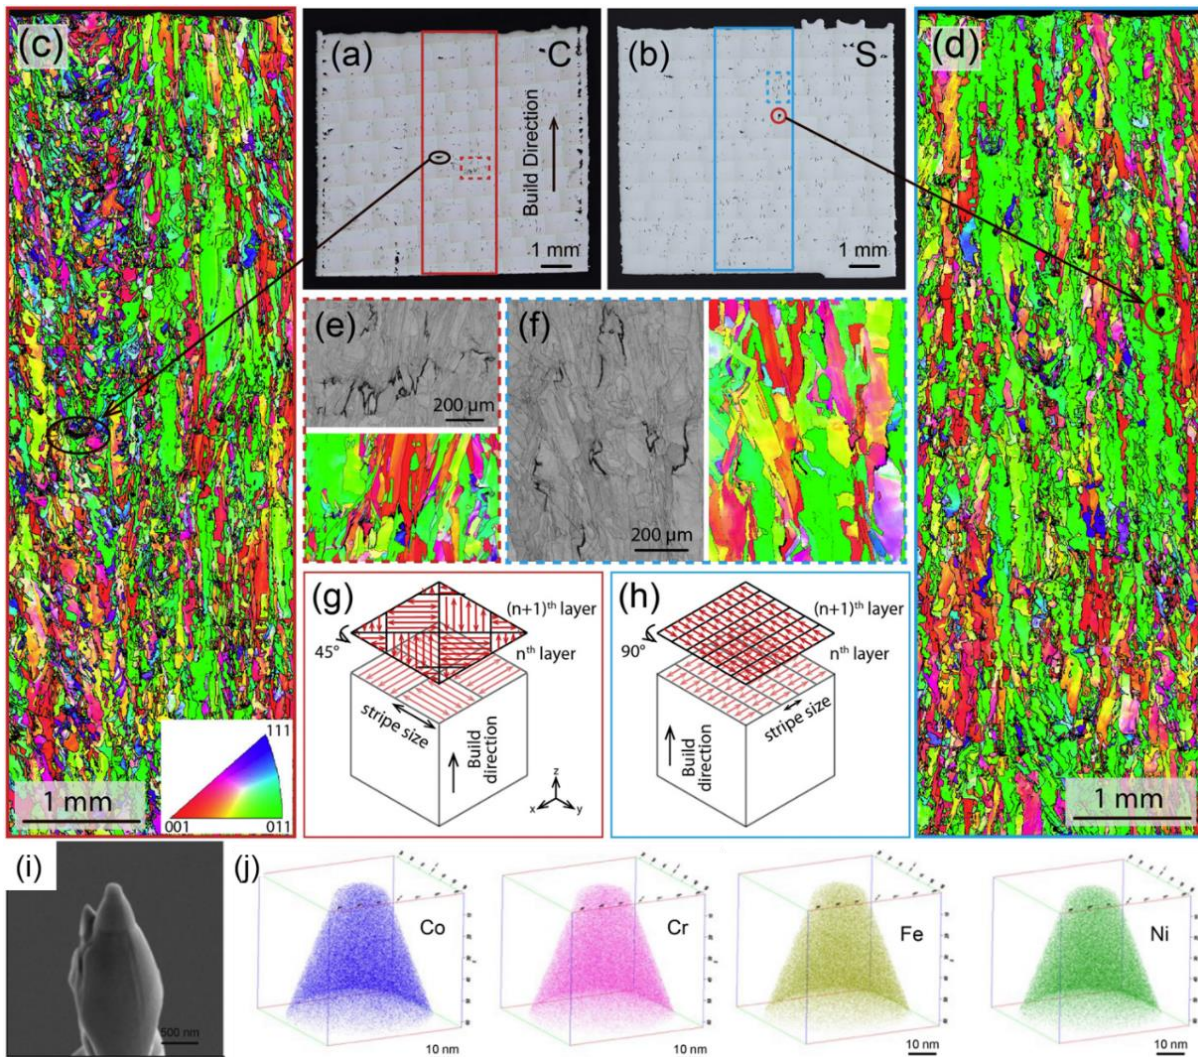 (c)
(a)
C
Build Direction
1 mm
(b)
S
1 mm
(d)
(e)
200 µm
(f)
200 µm
(g)
(n+1)th layer
45°
nth layer
stripe size
Build
direction
z
x
y
(h)
(n+1)th layer
90°
nth layer
stripe size
Build
direction
1 mm
111
001
011
1 mm
(i)
500 nm
(j)
Co
10 nm
Cr
10 nm
Fe
10 nm
Ni
10 nm